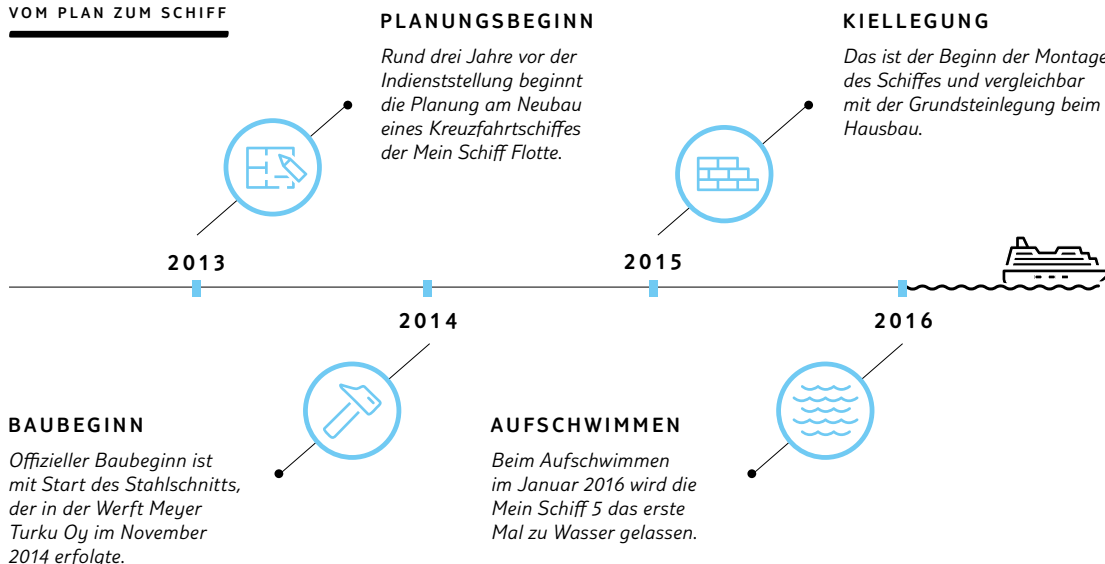 VOM PLAN ZUM SCHIFF
PLANUNGSBEGINN
Rund drei Jahre vor der
Indienststellung beginnt
die Planung am Neubau
eines Kreuzfahrtschiffes
der Mein Schiff Flotte.
KIELLEGUNG
Das ist der Beginn der Montage
des Schiffes und vergleichbar
mit der Grundsteinlegung beim
Hausbau.
2013
2015
2014
2016
BAUBEGINN
Offizieller Baubeginn ist
mit Start des Stahlschnitts,
der in der Werft Meyer
Turku Oy im November
2014 erfolgte.
AUFSCHWIMMEN
Beim Aufschwimmen
im Januar 2016 wird die
Mein Schiff 5 das erste
Mal zu Wasser gelassen.